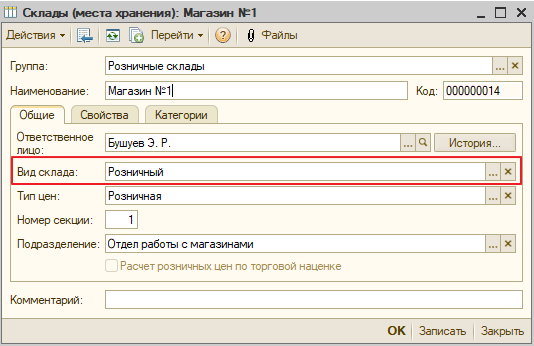 Склады (места хранения): Магазин №1
Действия Перейти ? Файлы
Группа: Розничные склады ... ×
Наименование: Магазин №1 Код: 000000014
Общие Свойства Категории
Ответственное лицо: Бушуев Э. Р. ... История...
Вид склада: Розничный ... ×
Тип цен: Розничная ... ×
Номер секции: 1
Подразделение: Отдел работы с магазинами ... ×
Расчет розничных цен по торговой наценке
Комментарий:
OK Записать Закрыть